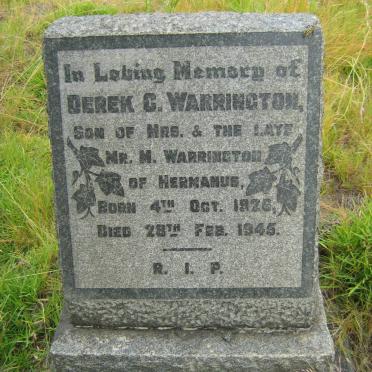 In Loving Memory of
DEREK C. WARRINGTON,
SON OF MRS. & THE LATE
MR. M. WARRINGTON
OF HERMANUS,
BORN 4TH OCT. 1926,
DIED 28TH FEB. 1945.
R. I. P.